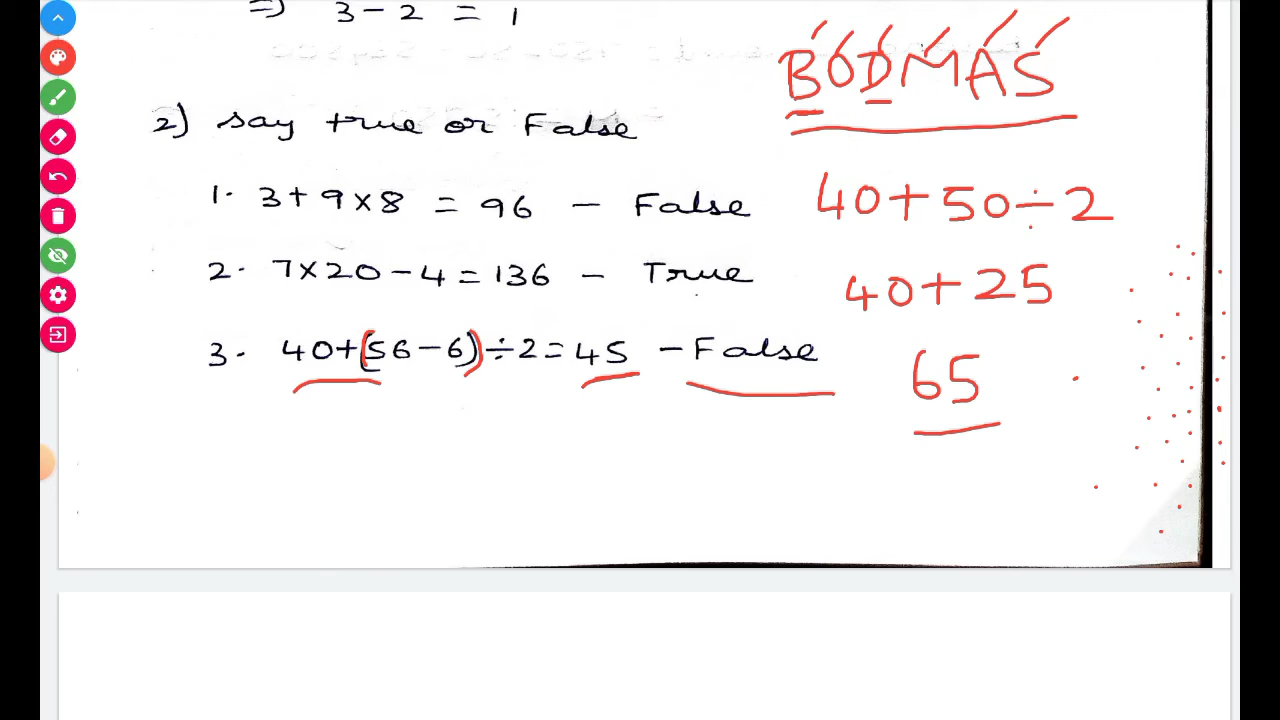 ⇒ 3 - 2 = 1
BODMAS
2) say true or False
1. 3 + 9 × 8 = 96 - False
40 + 50 ÷ 2
2. 7 × 20 - 4 = 136 - True
40 + 25
3. 40 + (56 - 6) ÷ 2 = 45 - False
65